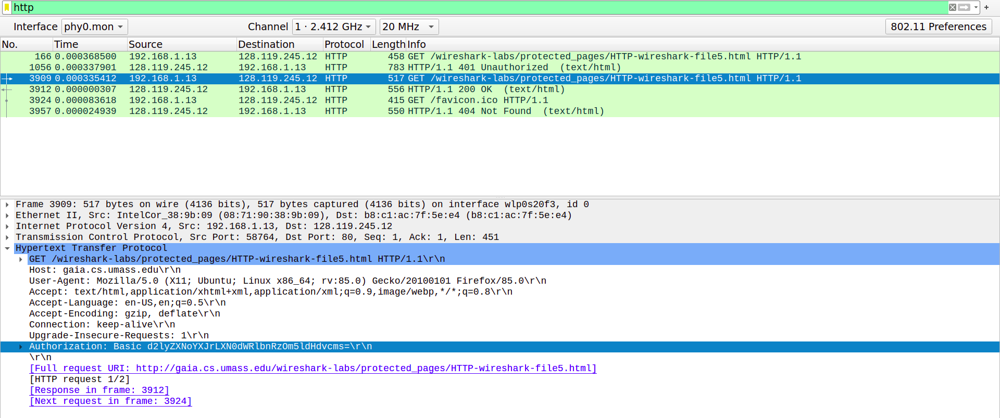 http
Interface phy0.mon Channel 1 · 2.412 GHz 20 MHz 802.11 Preferences
No. Time Source Destination Protocol Length Info
166 0.000368500 192.168.1.13 128.119.245.12 HTTP 458 GET /wireshark-labs/protected_pages/HTTP-wireshark-file5.html HTTP/1.1
1056 0.000337901 128.119.245.12 192.168.1.13 HTTP 783 HTTP/1.1 401 Unauthorized (text/html)
3909 0.000335412 192.168.1.13 128.119.245.12 HTTP 517 GET /wireshark-labs/protected_pages/HTTP-wireshark-file5.html HTTP/1.1
3912 0.000000307 128.119.245.12 192.168.1.13 HTTP 556 HTTP/1.1 200 OK (text/html)
3924 0.000083618 192.168.1.13 128.119.245.12 HTTP 415 GET /favicon.ico HTTP/1.1
3957 0.000024939 128.119.245.12 192.168.1.13 HTTP 550 HTTP/1.1 404 Not Found (text/html)
Frame 3909: 517 bytes on wire (4136 bits), 517 bytes captured (4136 bits) on interface wlp0s20f3, id 0
Ethernet II, Src: IntelCor_38:9b:09 (08:71:90:38:9b:09), Dst: b8:c1:ac:7f:5e:e4 (b8:c1:ac:7f:5e:e4)
Internet Protocol Version 4, Src: 192.168.1.13, Dst: 128.119.245.12
Transmission Control Protocol, Src Port: 58764, Dst Port: 80, Seq: 1, Ack: 1, Len: 451
Hypertext Transfer Protocol
GET /wireshark-labs/protected_pages/HTTP-wireshark-file5.html HTTP/1.1\r\n
Host: gaia.cs.umass.edu\r\n
User-Agent: Mozilla/5.0 (X11; Ubuntu; Linux x86_64; rv:85.0) Gecko/20100101 Firefox/85.0\r\n
Accept: text/html,application/xhtml+xml,application/xml;q=0.9,image/webp,*/*;q=0.8\r\n
Accept-Language: en-US,en;q=0.5\r\n
Accept-Encoding: gzip, deflate\r\n
Connection: keep-alive\r\n
Upgrade-Insecure-Requests: 1\r\n
Authorization: Basic d2lyZXNoYXJrLXN0dWRlbnRzOm5ldHdvcms=\r\n
\r\n
[Full request URI: http://gaia.cs.umass.edu/wireshark-labs/protected_pages/HTTP-wireshark-file5.html]
[HTTP request 1/2]
[Response in frame: 3912]
[Next request in frame: 3924]